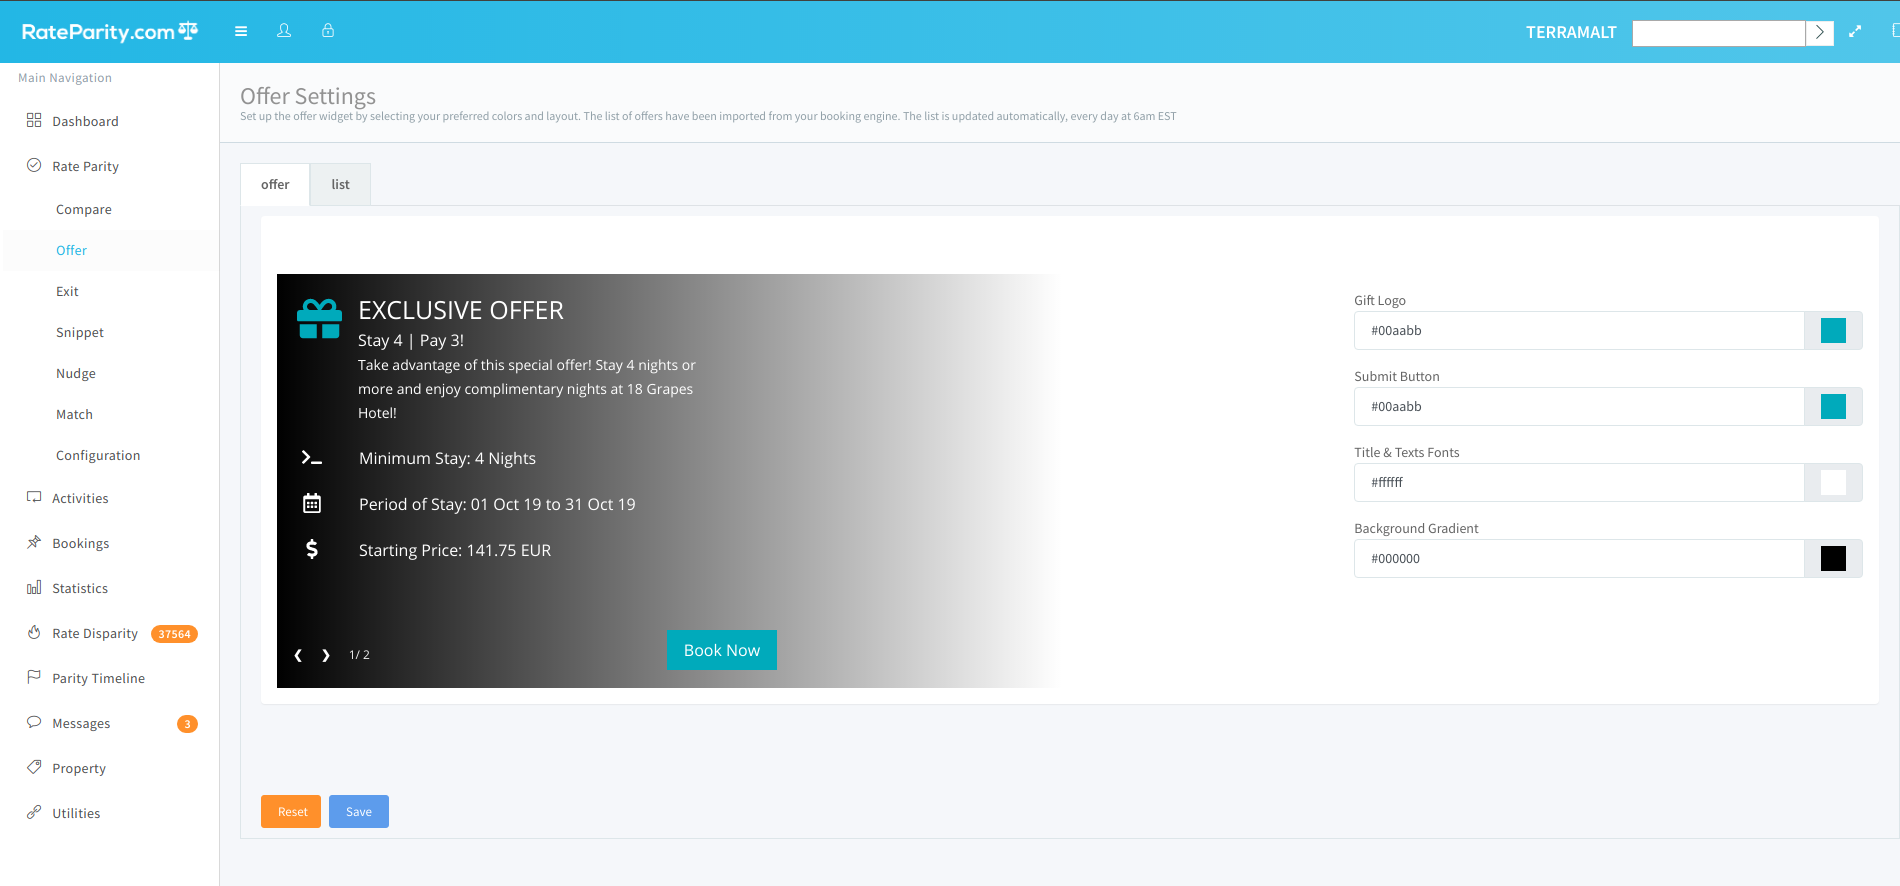 RateParity.com
TERRAMALT
Main Navigation
Dashboard
Rate Parity
Compare
Offer
Exit
Snippet
Nudge
Match
Configuration
Activities
Bookings
Statistics
Rate Disparity 37564
Parity Timeline
Messages 3
Property
Utilities
Offer Settings
Set up the offer widget by selecting your preferred colors and layout. The list of offers have been imported from your booking engine. The list is updated automatically, every day at 6am EST
offer list
EXCLUSIVE OFFER
Stay 4 | Pay 3!
Take advantage of this special offer! Stay 4 nights or
more and enjoy complimentary nights at 18 Grapes
Hotel!
Minimum Stay: 4 Nights
Period of Stay: 01 Oct 19 to 31 Oct 19
Starting Price: 141.75 EUR
1/ 2
Book Now
Gift Logo
#00aabb
Submit Button
#00aabb
Title & Texts Fonts
#ffffff
Background Gradient
#000000
Reset Save